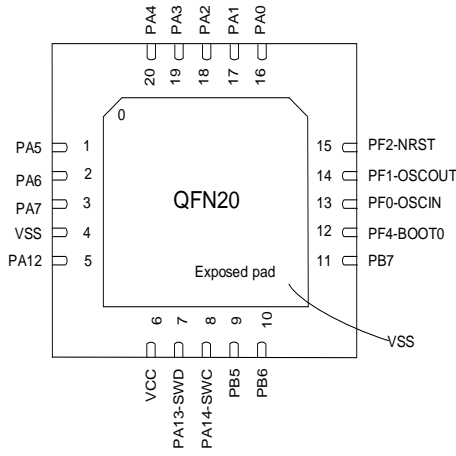 PA4
PA3
PA2
PA1
PA0
20
19
18
17
16
0
PA5 1
PA6 2
PA7 3
VSS 4
PA12 5
15 PF2-NRST
14 PF1-OSCOUT
13 PF0-OSCIN
12 PF4-BOOT0
11 PB7
QFN20
Exposed pad
VSS
6
7
8
9
10
VCC
PA13-SWD
PA14-SWC
PB5
PB6